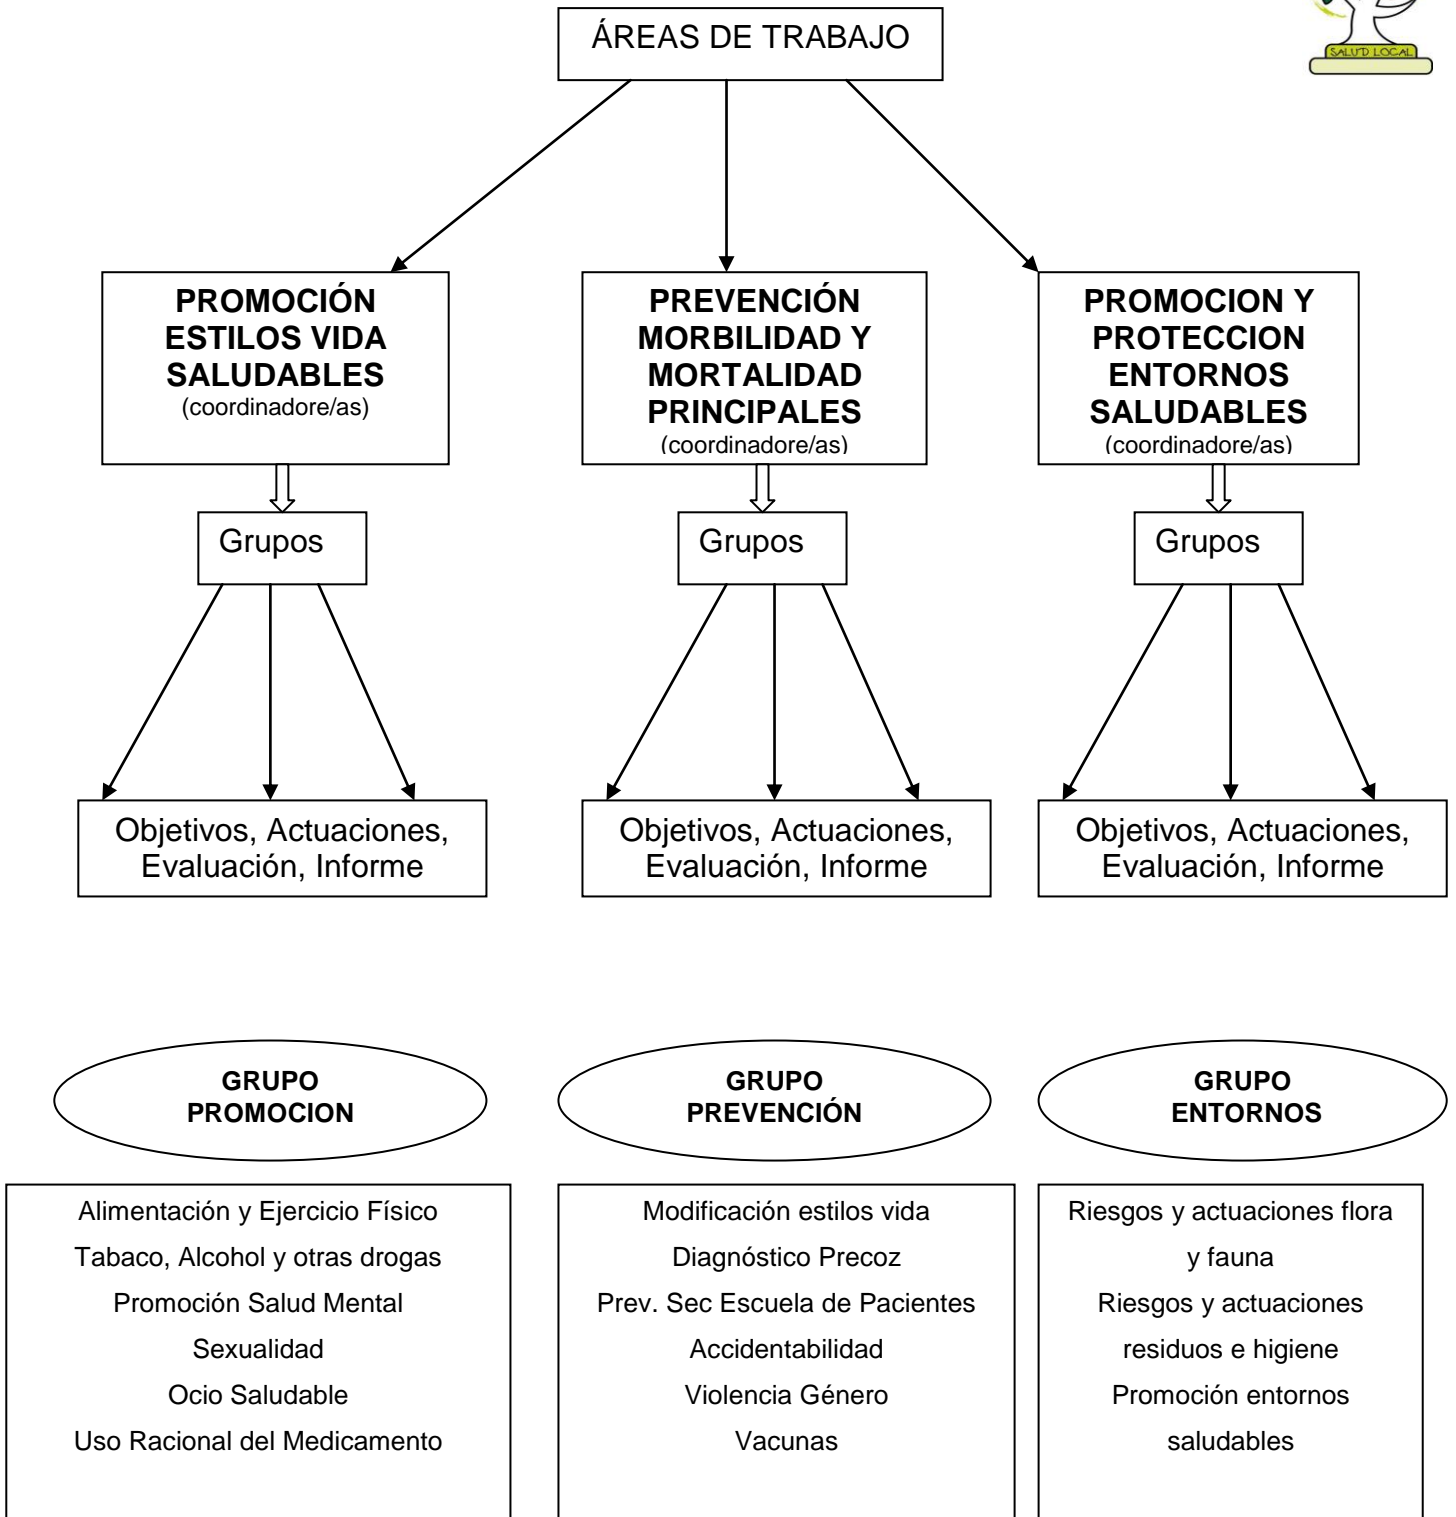 ÁREAS DE TRABAJO
SALUD LOCAL
PROMOCIÓN
ESTILOS VIDA
SALUDABLES
(coordinadore/as)
PREVENCIÓN
MORBILIDAD Y
MORTALIDAD
PRINCIPALES
(coordinadore/as)
PROMOCION Y
PROTECCION
ENTORNOS
SALUDABLES
(coordinadore/as)
Grupos
Grupos
Grupos
Objetivos, Actuaciones,
Evaluación, Informe
Objetivos, Actuaciones,
Evaluación, Informe
Objetivos, Actuaciones,
Evaluación, Informe
GRUPO
PROMOCION
GRUPO
PREVENCIÓN
GRUPO
ENTORNOS
Alimentación y Ejercicio Físico
Tabaco, Alcohol y otras drogas
Promoción Salud Mental
Sexualidad
Ocio Saludable
Uso Racional del Medicamento
Modificación estilos vida
Diagnóstico Precoz
Prev. Sec Escuela de Pacientes
Accidentabilidad
Violencia Género
Vacunas
Riesgos y actuaciones flora
y fauna
Riesgos y actuaciones
residuos e higiene
Promoción entornos
saludables